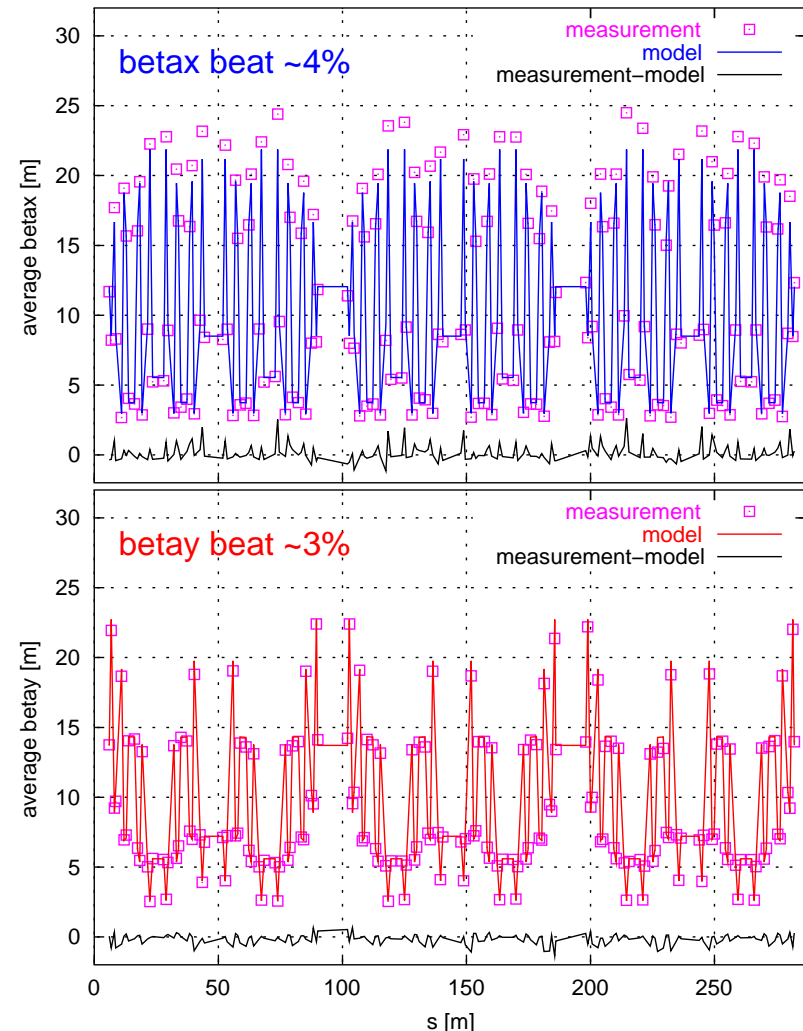 30
25
20
15
10
5
0
average betax [m]
betax beat ~4%
measurement
model
measurement−model
30
25
20
15
10
5
0
average betay [m]
betay beat ~3%
measurement
model
measurement−model
0 50 100 150 200 250
s [m]